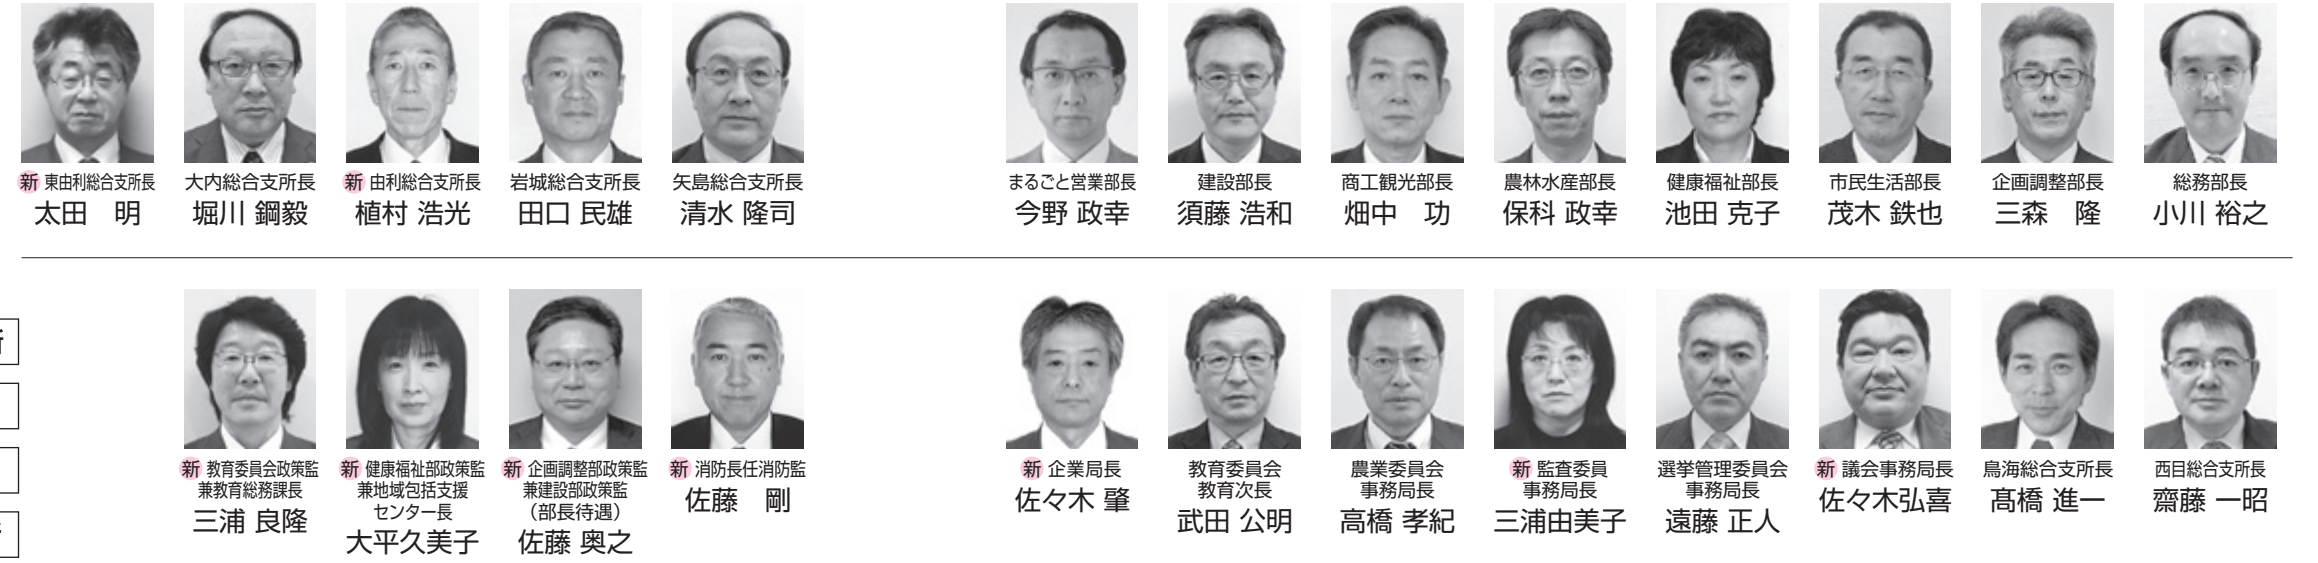 新 東由利総合支所長
太田　明
大内総合支所長
堀川 鋼毅
新 由利総合支所長
植村 浩光
岩城総合支所長
田口 民雄
矢島総合支所長
清水 隆司
まるごと営業部長
今野 政幸
建設部長
須藤 浩和
商工観光部長
畑中　功
農林水産部長
保科 政幸
健康福祉部長
池田 克子
市民生活部長
茂木 鉄也
企画調整部長
三森　隆
総務部長
小川 裕之
新 教育委員会政策監
兼教育総務課長
三浦 良隆
新 健康福祉部政策監
兼地域包括支援
センター長
大平久美子
新 企画調整部政策監
兼建設部政策監
（部長待遇）
佐藤 奥之
新 消防長任消防監
佐藤　剛
新 企業局長
佐々木 肇
教育委員会
教育次長
武田 公明
農業委員会
事務局長
高橋 孝紀
新 監査委員
事務局長
三浦由美子
選挙管理委員会
事務局長
遠藤 正人
新 議会事務局長
佐々木弘喜
鳥海総合支所長
髙橋 進一
西目総合支所長
齋藤 一昭